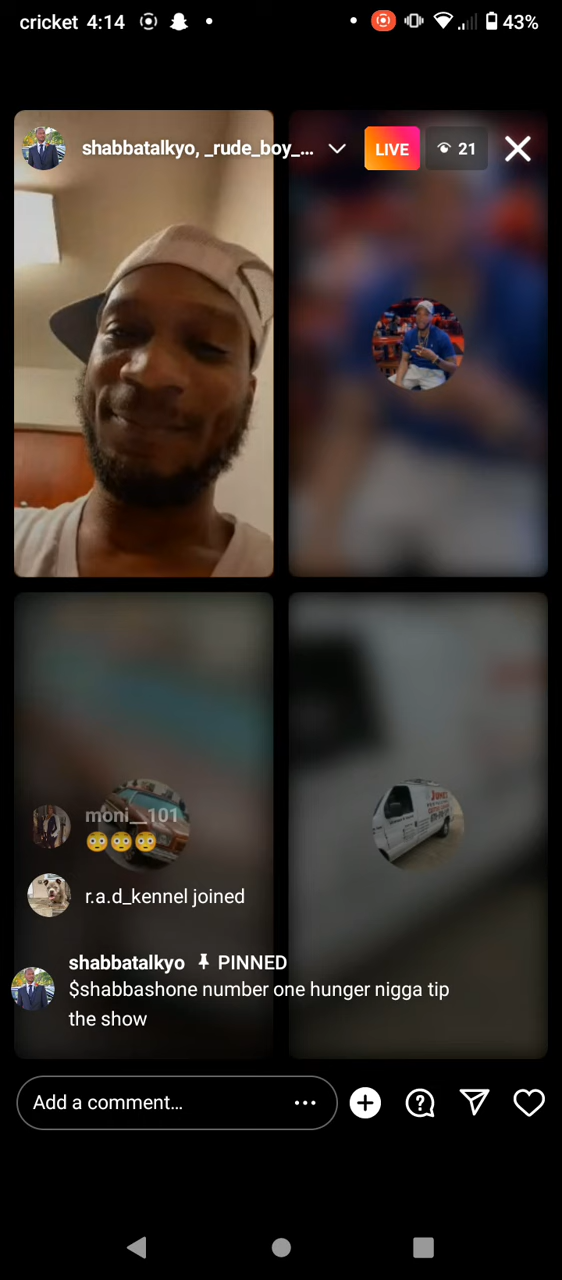 cricket 4:14 43%
shabbatalkyo, _rude_boy_... LIVE 21
moni__101
😳😳😳
r.a.d_kennel joined
shabbatalkyo PINNED
$shabbashone number one hunger nigga tip
the show
Add a comment...